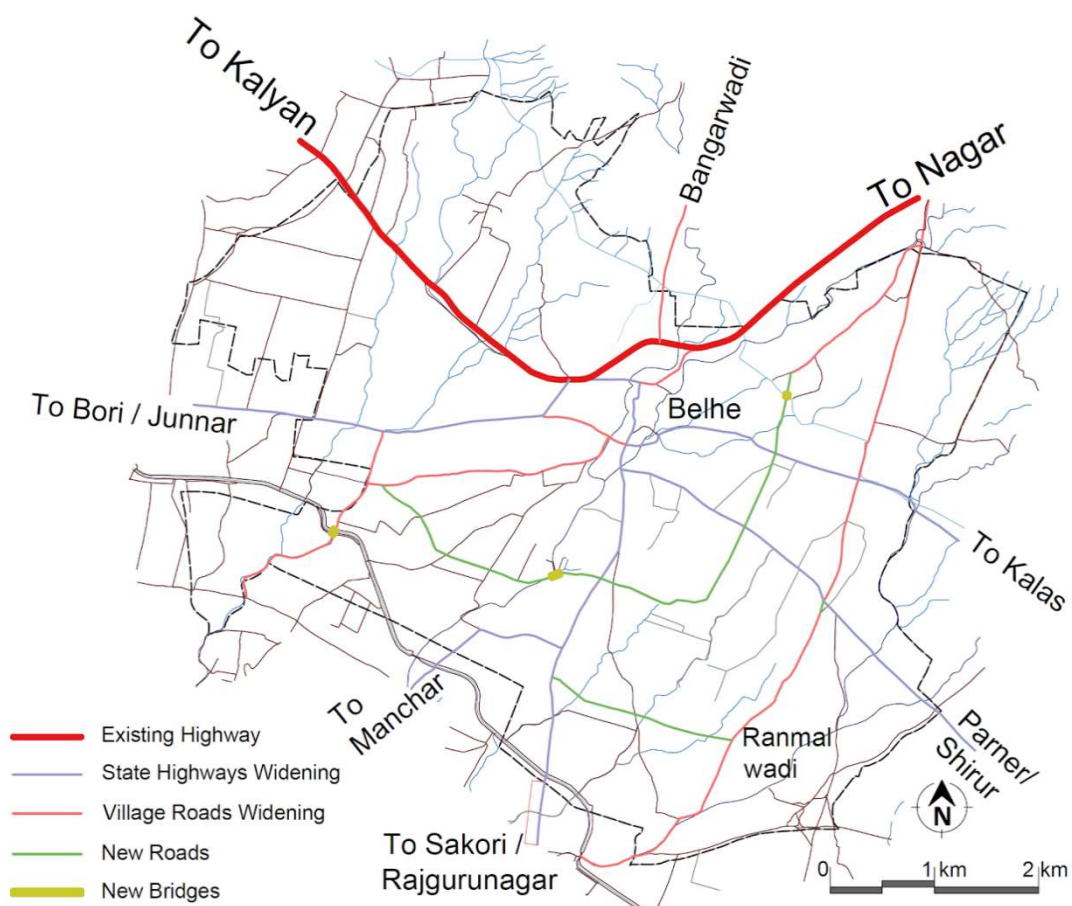 To Kalyan
Bangarwadi
To Nagar
To Bori / Junnar
Belhe
To Kalas
To
Manchar
Ranmal
wadi
Parner/
Shirur
To Sakori /
Rajgurunagar
Existing Highway
State Highways Widening
Village Roads Widening
New Roads
New Bridges
N
0 1 km 2 km